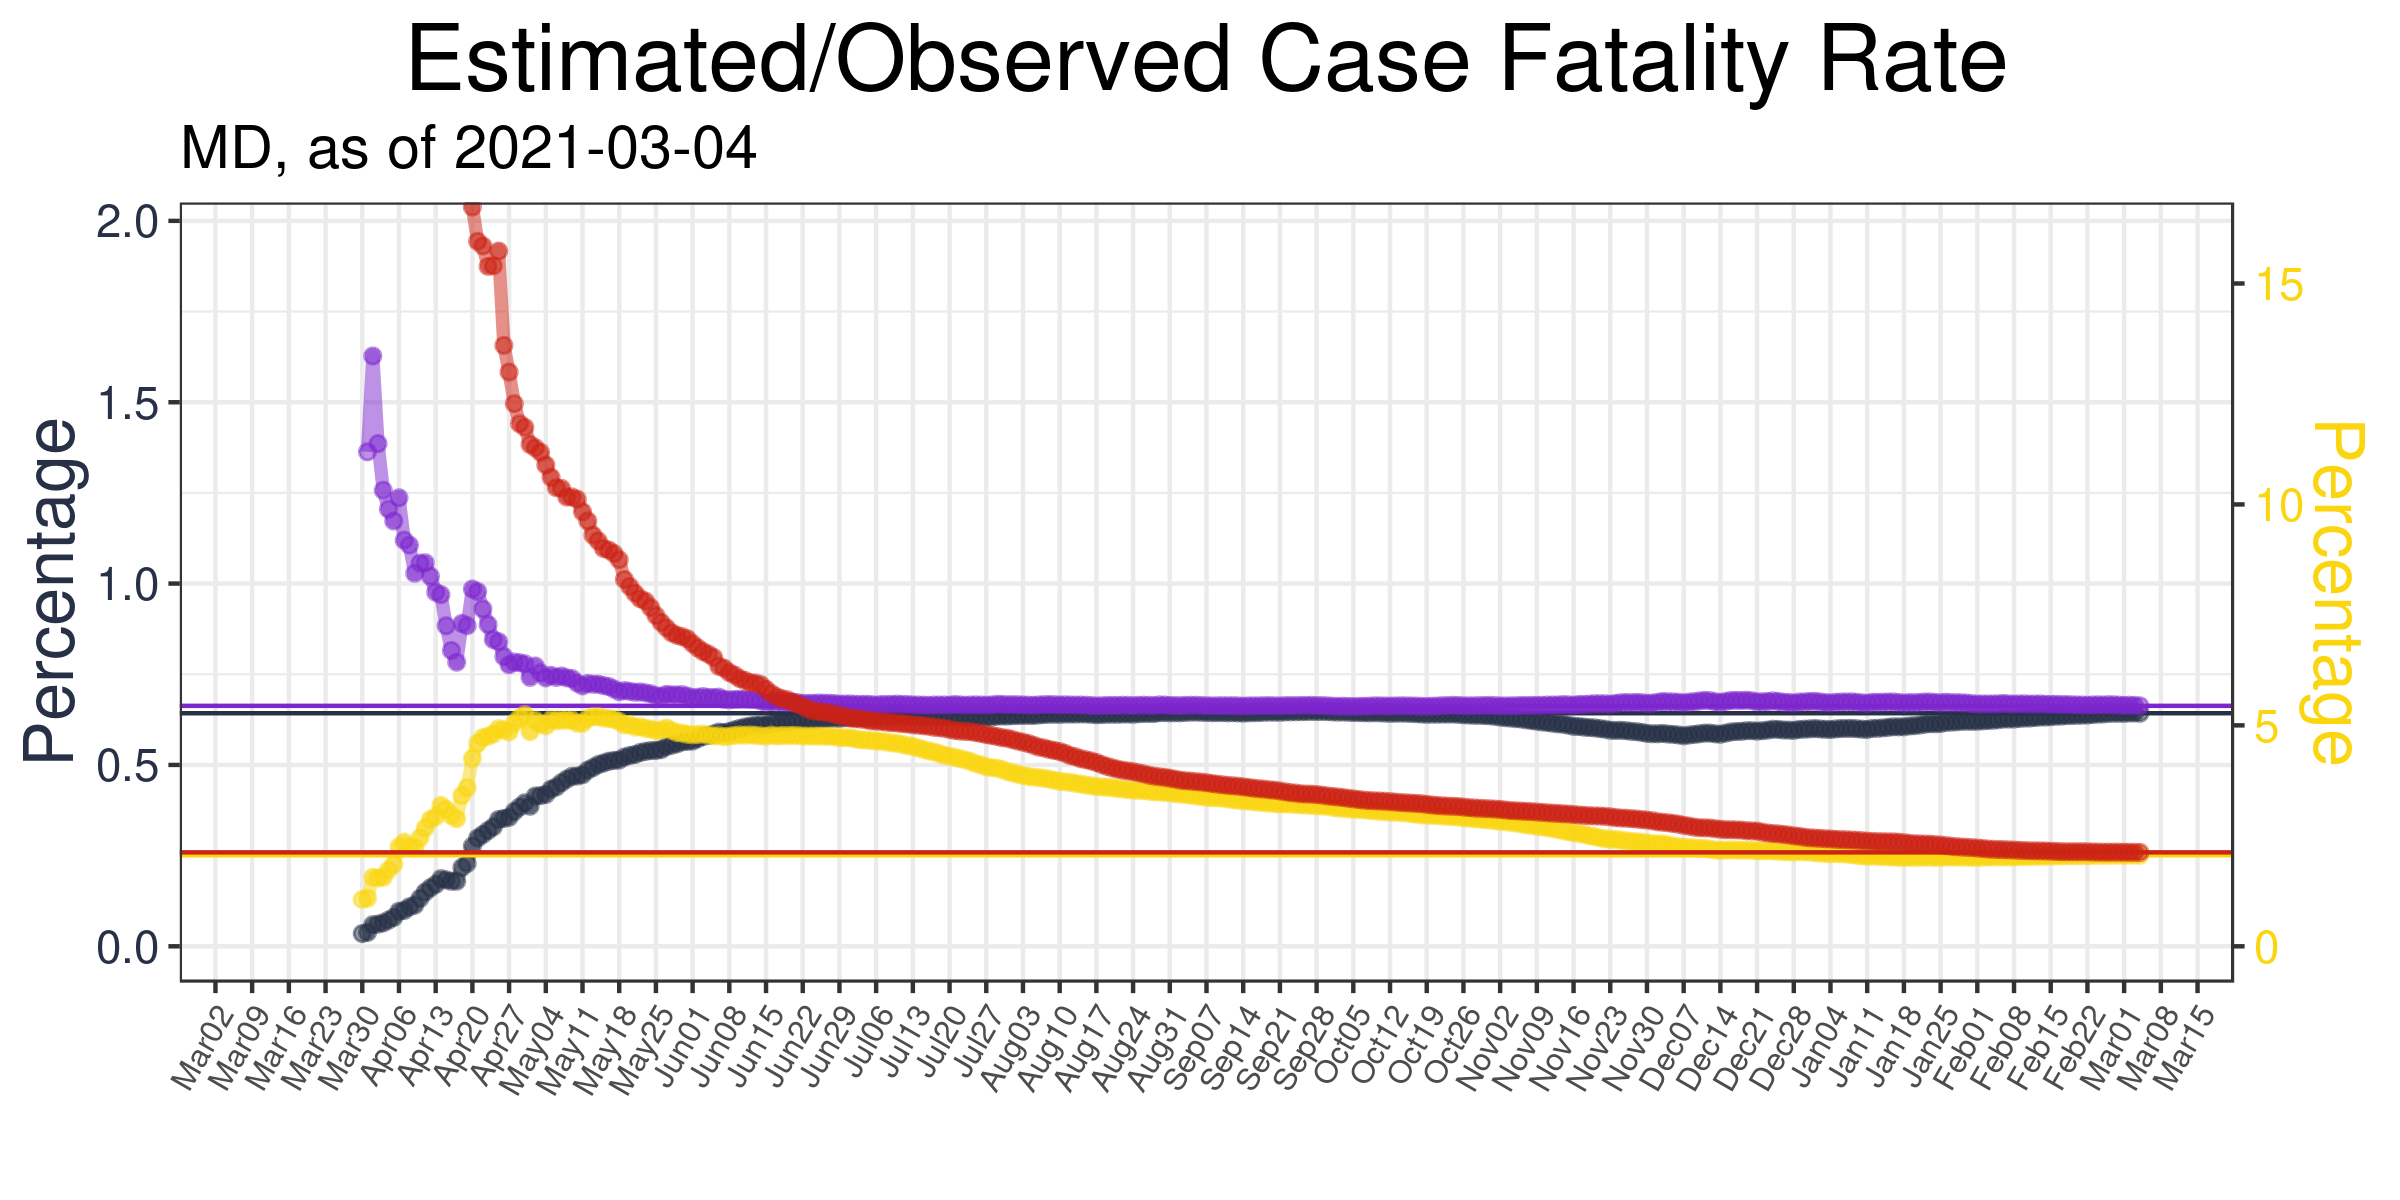 Estimated/Observed Case Fatality Rate
MD, as of 2021-03-04
Percentage
2.0
1.5
1.0
0.5
0.0
15
10
5
0
Percentage
Mar02 Mar09 Mar16 Mar23 Mar30 Apr06 Apr13 Apr20 Apr27 May04 May11 May18 May25 Jun01 Jun08 Jun15 Jun22 Jun29 Jul06 Jul13 Jul20 Jul27 Aug03 Aug10 Aug17 Aug24 Aug31 Sep07 Sep14 Sep21 Sep28 Oct05 Oct12 Oct19 Oct26 Nov02 Nov09 Nov16 Nov23 Nov30 Dec07 Dec14 Dec21 Dec28 Jan04 Jan11 Jan18 Jan25 Feb01 Feb08 Feb15 Feb22 Mar01 Mar08 Mar15